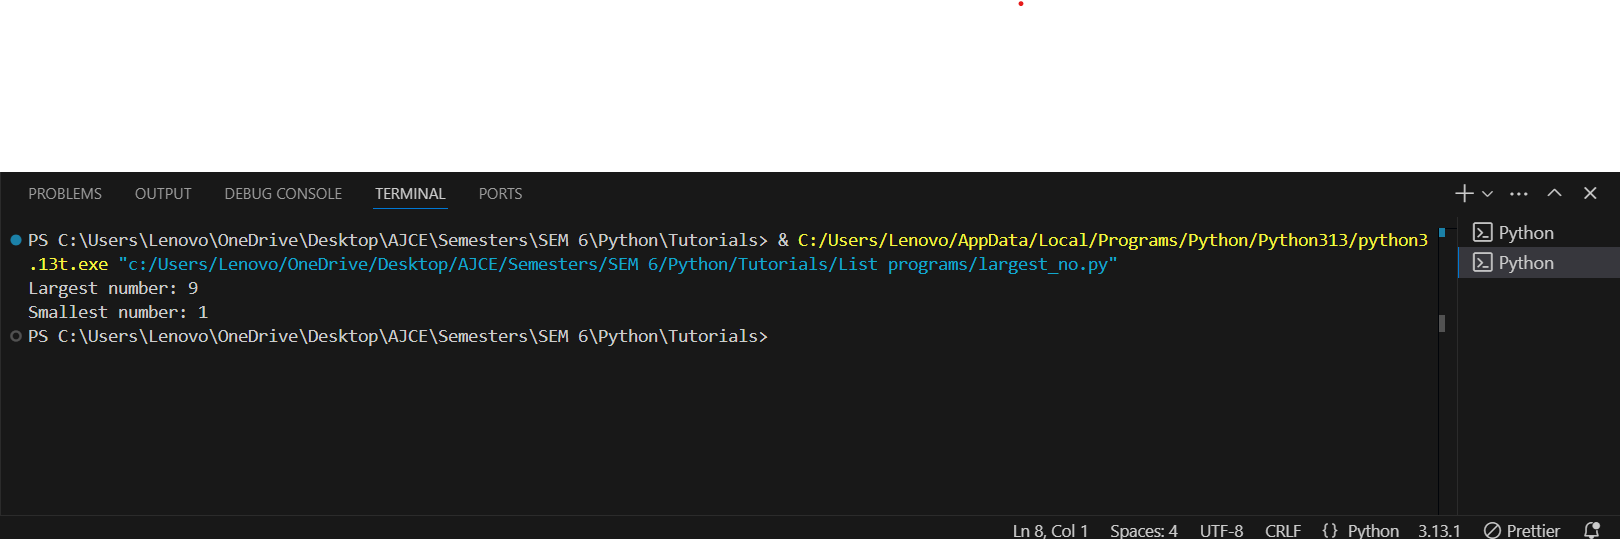 PROBLEMS OUTPUT DEBUG CONSOLE TERMINAL PORTS
PS C:\Users\Lenovo\OneDrive\Desktop\AJCE\Semesters\SEM 6\Python\Tutorials> & C:/Users/Lenovo/AppData/Local/Programs/Python/Python313/python3
.13t.exe "c:/Users/Lenovo/OneDrive/Desktop/AJCE/Semesters/SEM 6/Python/Tutorials/List programs/largest_no.py"
Largest number: 9
Smallest number: 1
PS C:\Users\Lenovo\OneDrive\Desktop\AJCE\Semesters\SEM 6\Python\Tutorials>
Python
Python
Ln 8, Col 1 Spaces: 4 UTF-8 CRLF {} Python 3.13.1 Prettier